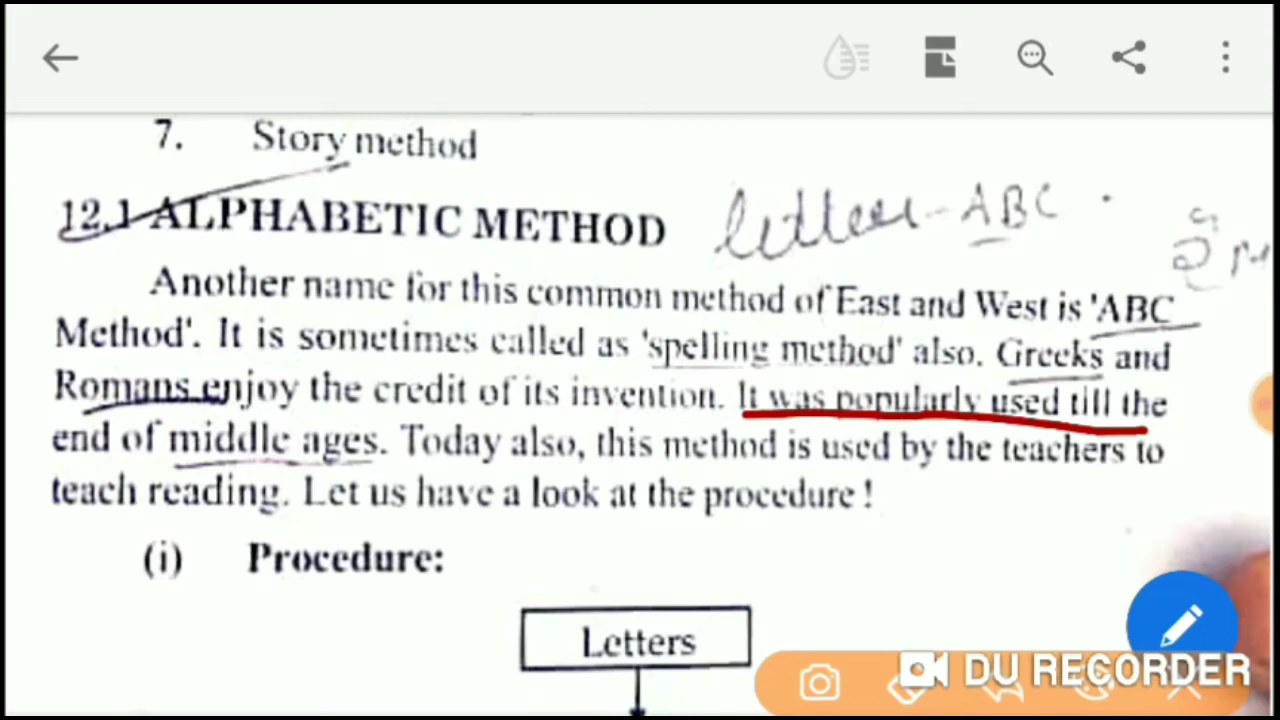 7. Story method
12.1 ALPHABETIC METHOD letter - ABC
Another name for this common method of East and West is 'ABC
Method'. It is sometimes called as 'spelling method' also. Greeks and
Romans enjoy the credit of its invention. It was popularly used till the
end of middle ages. Today also, this method is used by the teachers to
teach reading. Let us have a look at the procedure !
(i) Procedure:
Letters
DU RECORDER